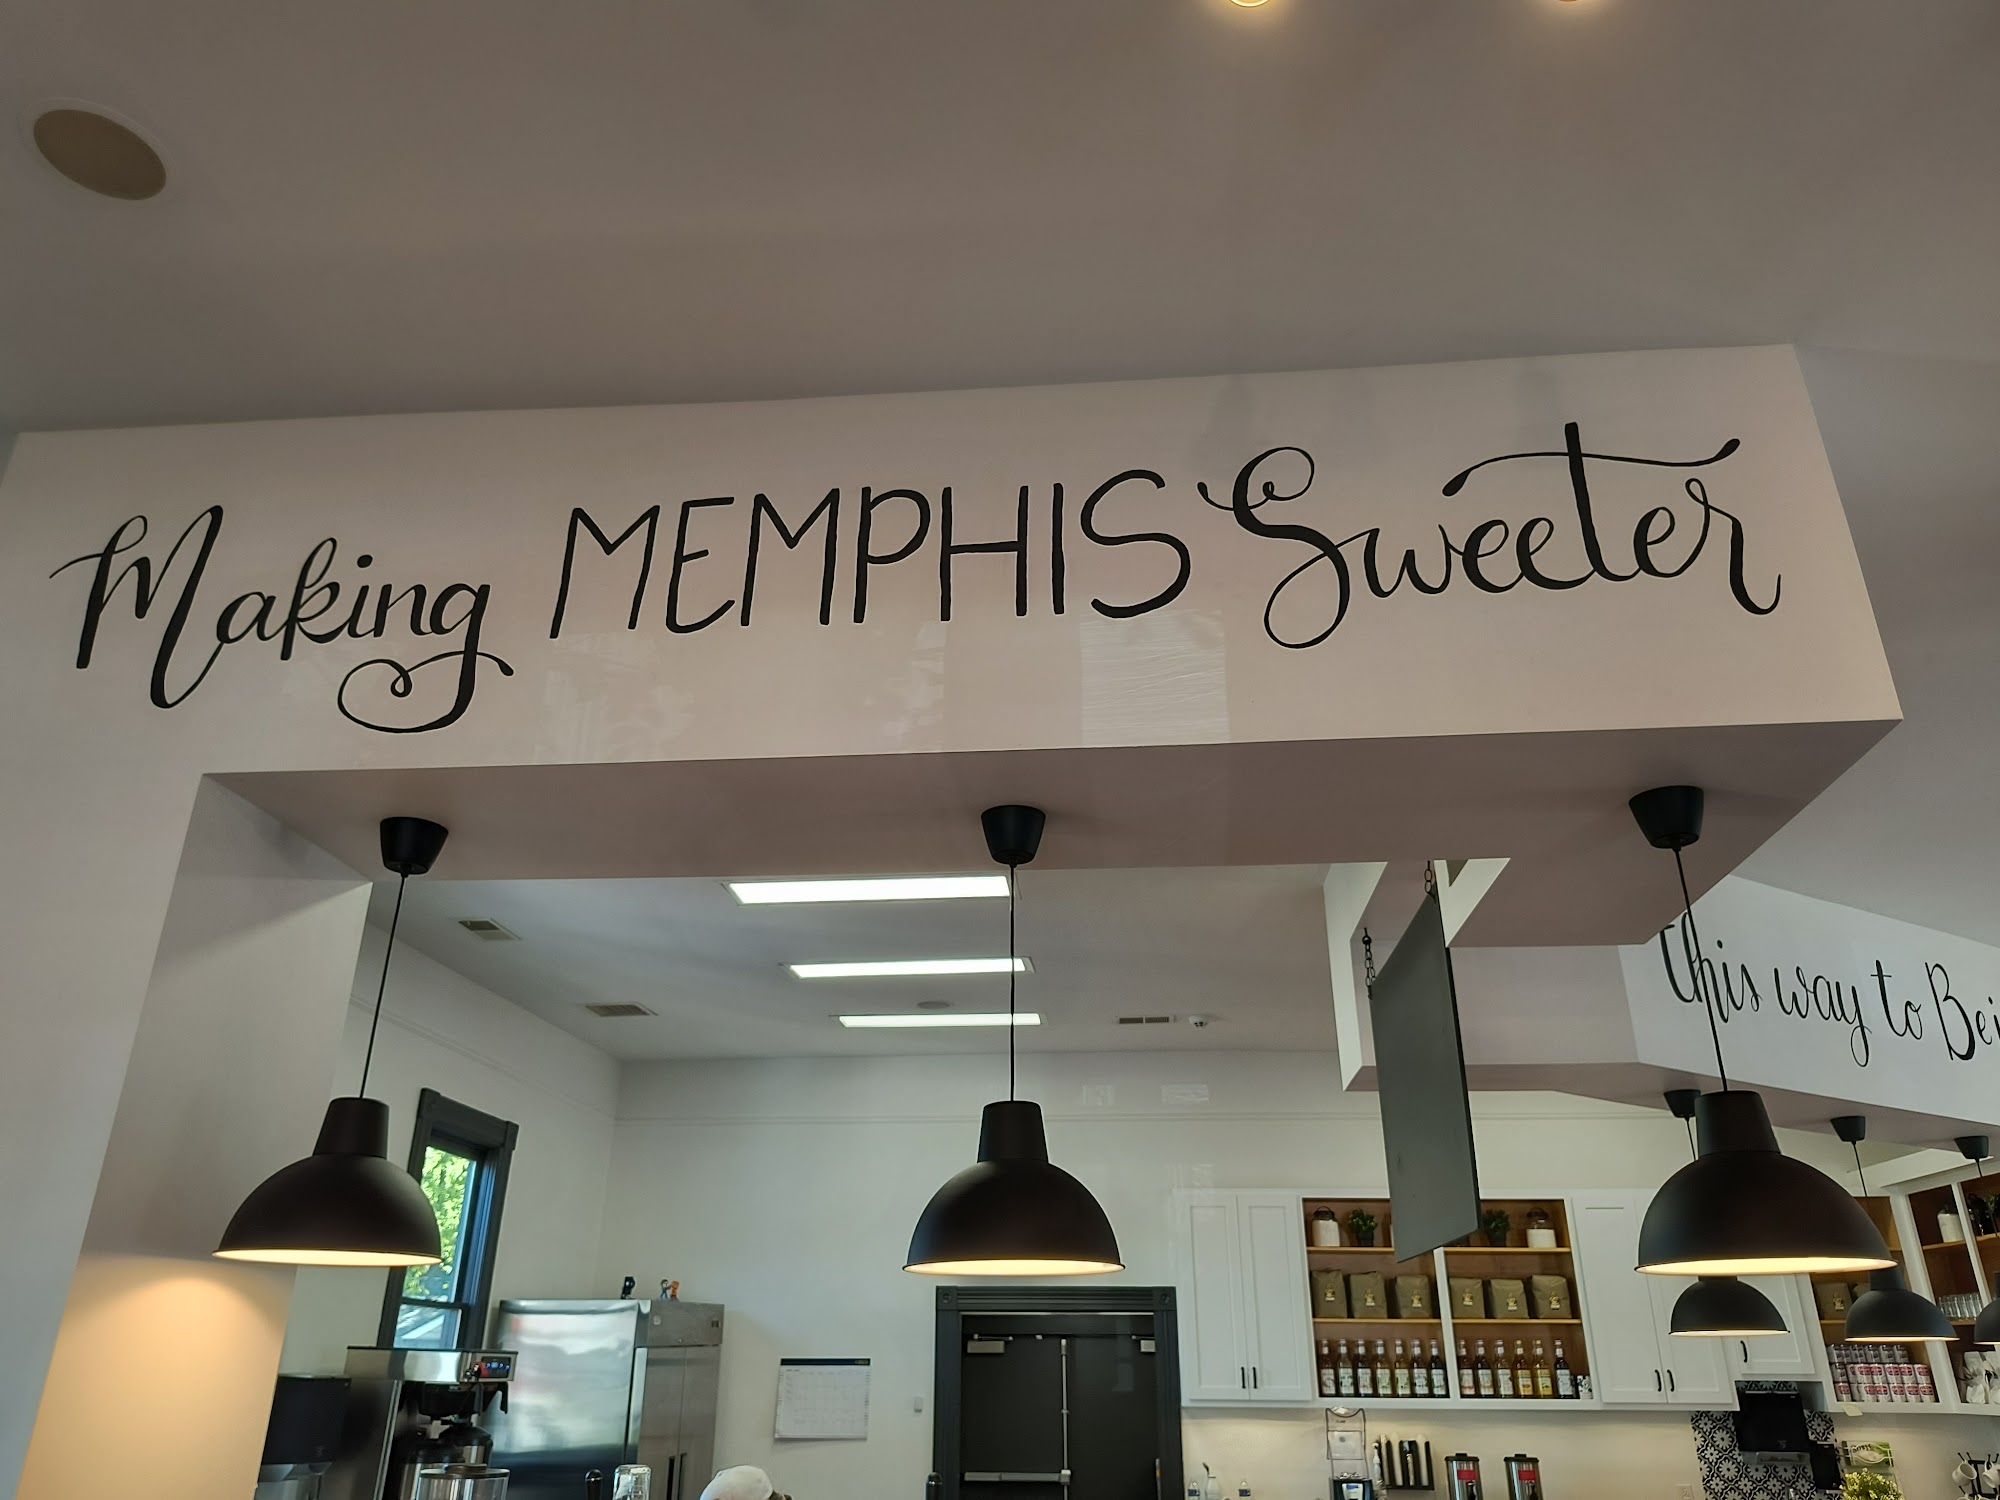 Making MEMPHIS Sweeter
this way to